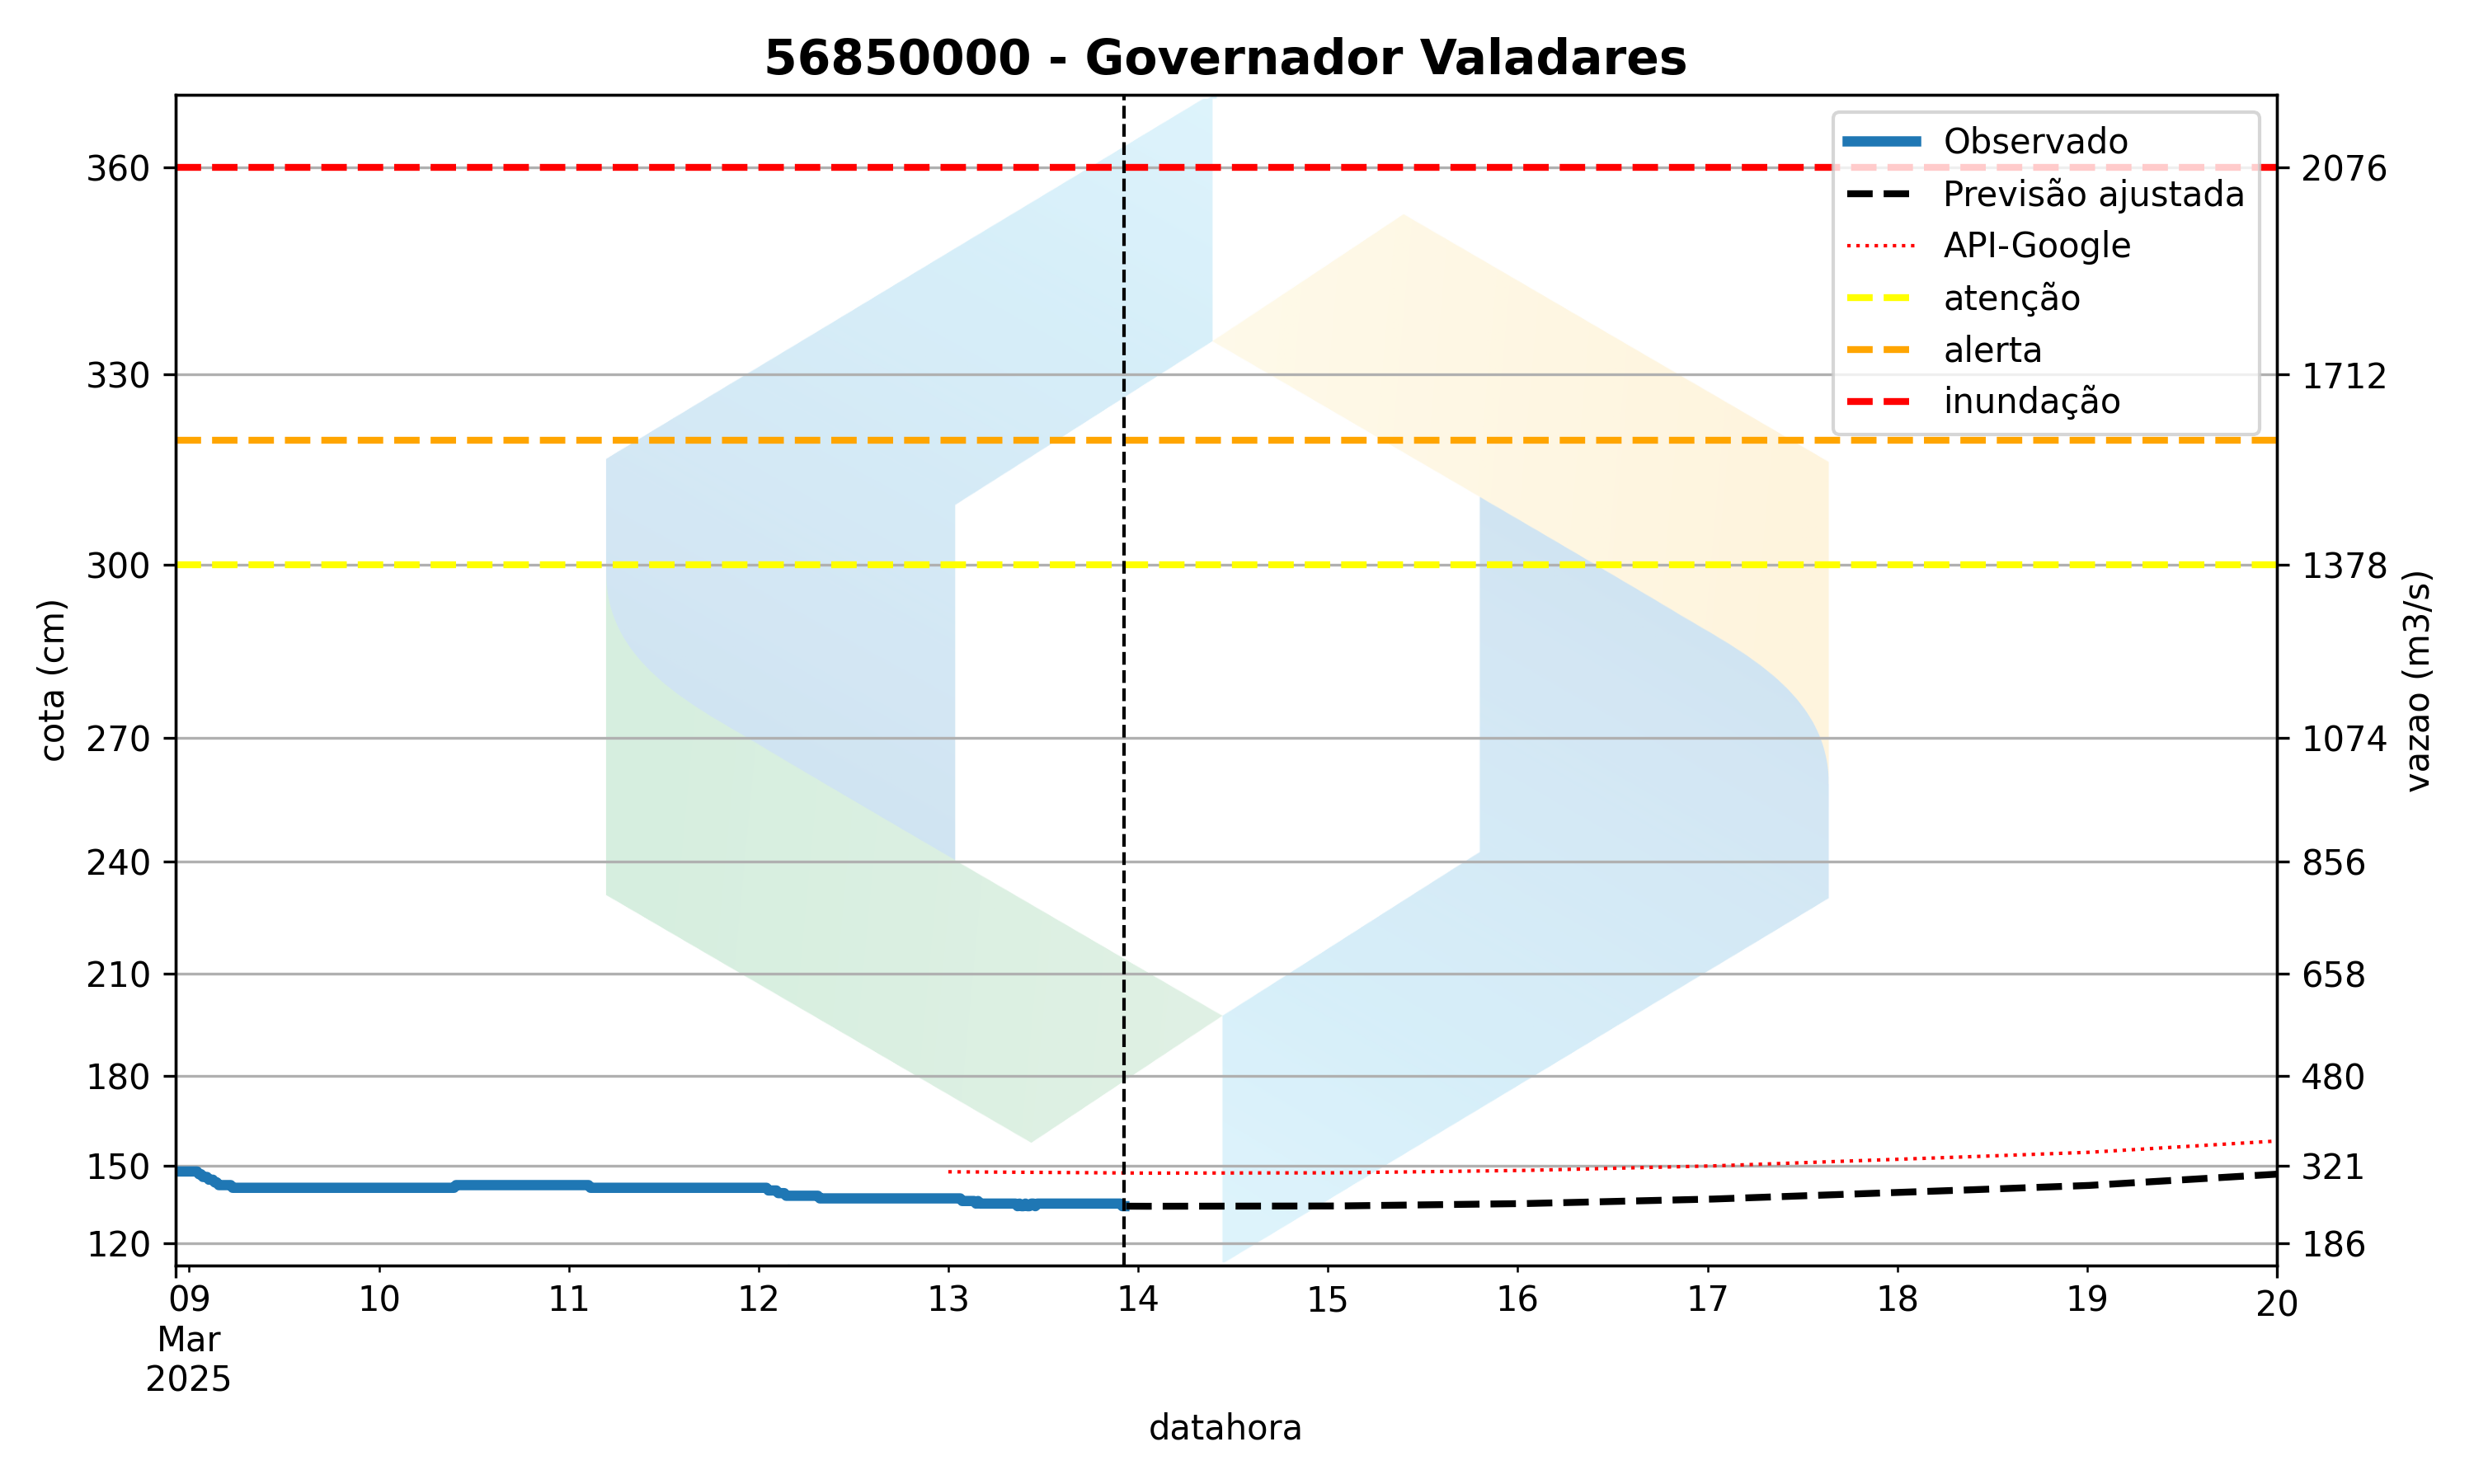 56850000 - Governador Valadares
Observado
Previsão ajustada
API-Google
atenção
alerta
inundação
cota (cm)
360
330
300
270
240
210
180
150
120
2076
1712
1378
1074
856
658
480
321
186
vazao (m3/s)
09 10 11 12 13 14 15 16 17 18 19 20
Mar
2025
datahora